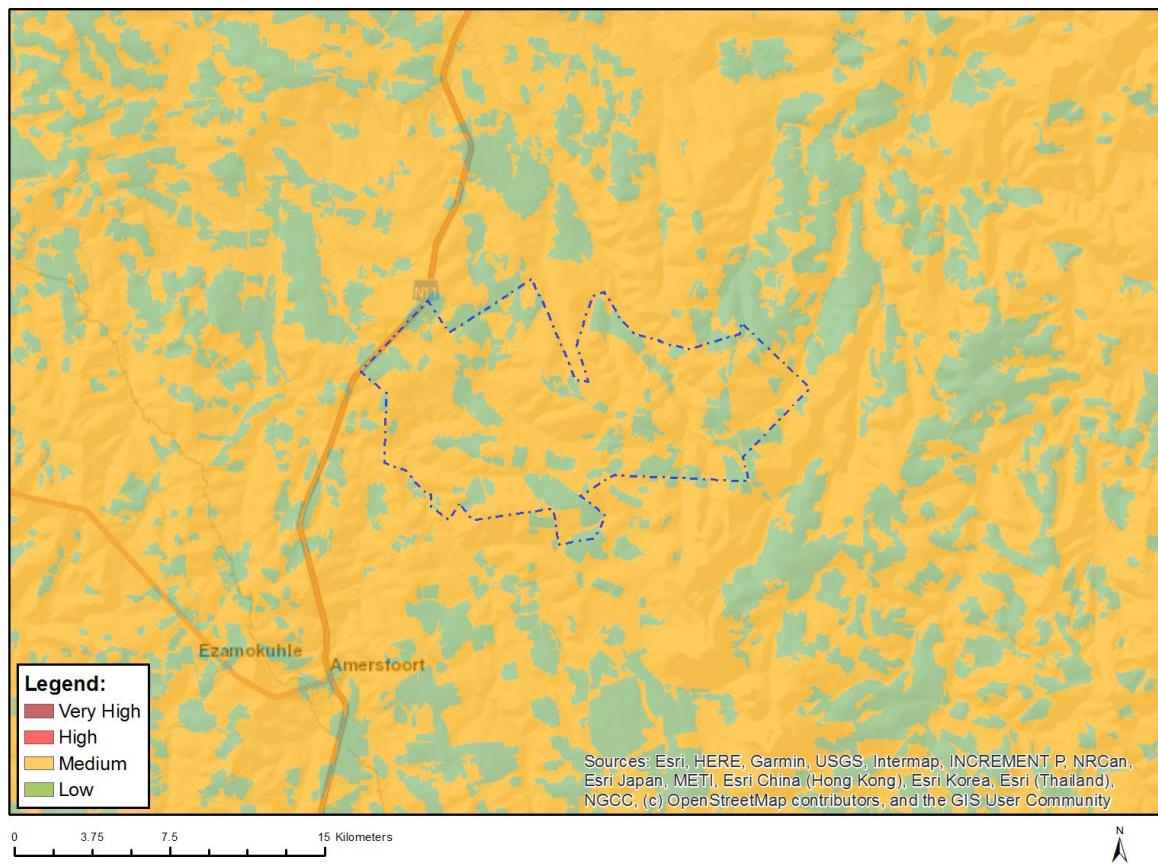 N11
Ezamokuhle
Amersfoort
Legend:
Very High
High
Medium
Low
Sources: Esri, HERE, Garmin, USGS, Intermap, INCREMENT P, NRCan,
Esri Japan, METI, Esri China (Hong Kong), Esri Korea, Esri (Thailand),
NGCC, (c) OpenStreetMap contributors, and the GIS User Community
0 3.75 7.5 15 Kilometers
N